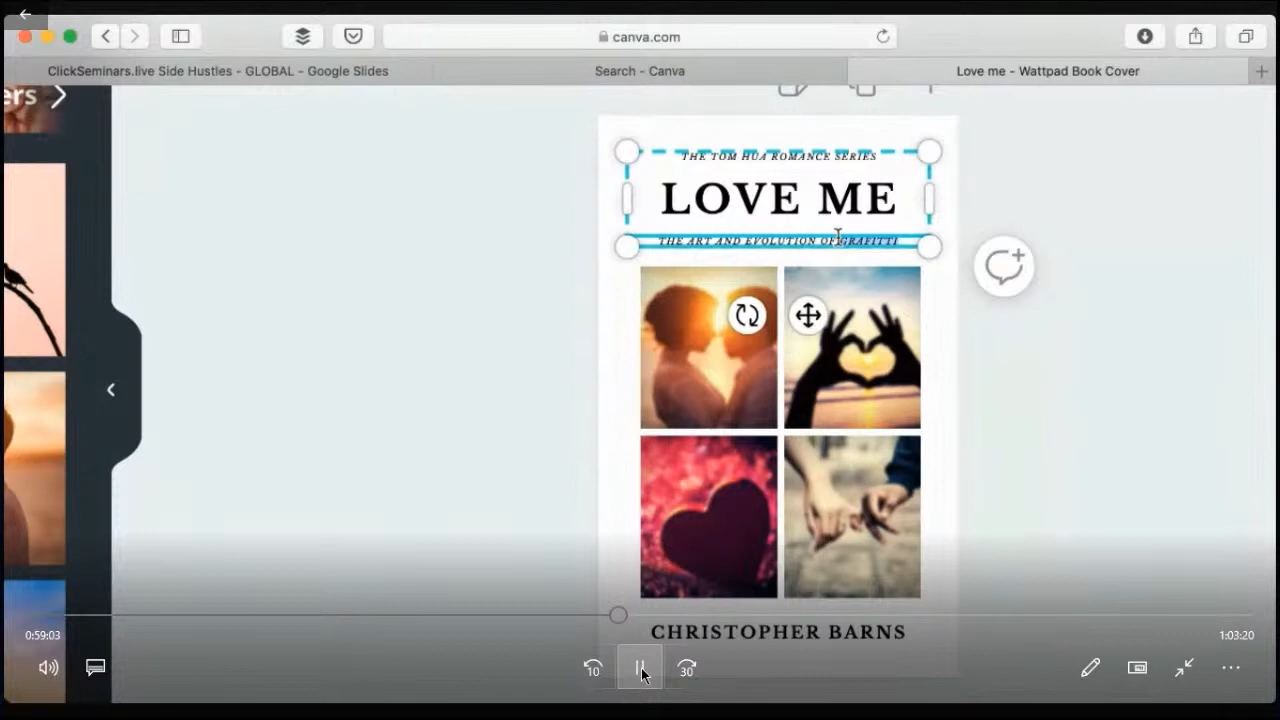 canva.com
ClickSeminars.live Side Hustles - GLOBAL - Google Slides
Search - Canva
Love me - Wattpad Book Cover
ers
THE TOM HUA ROMANCE SERIES
LOVE ME
THE ART AND EVOLUTION OF GRAFITTI
CHRISTOPHER BARNS
0:59:03
1:03:20
10
30